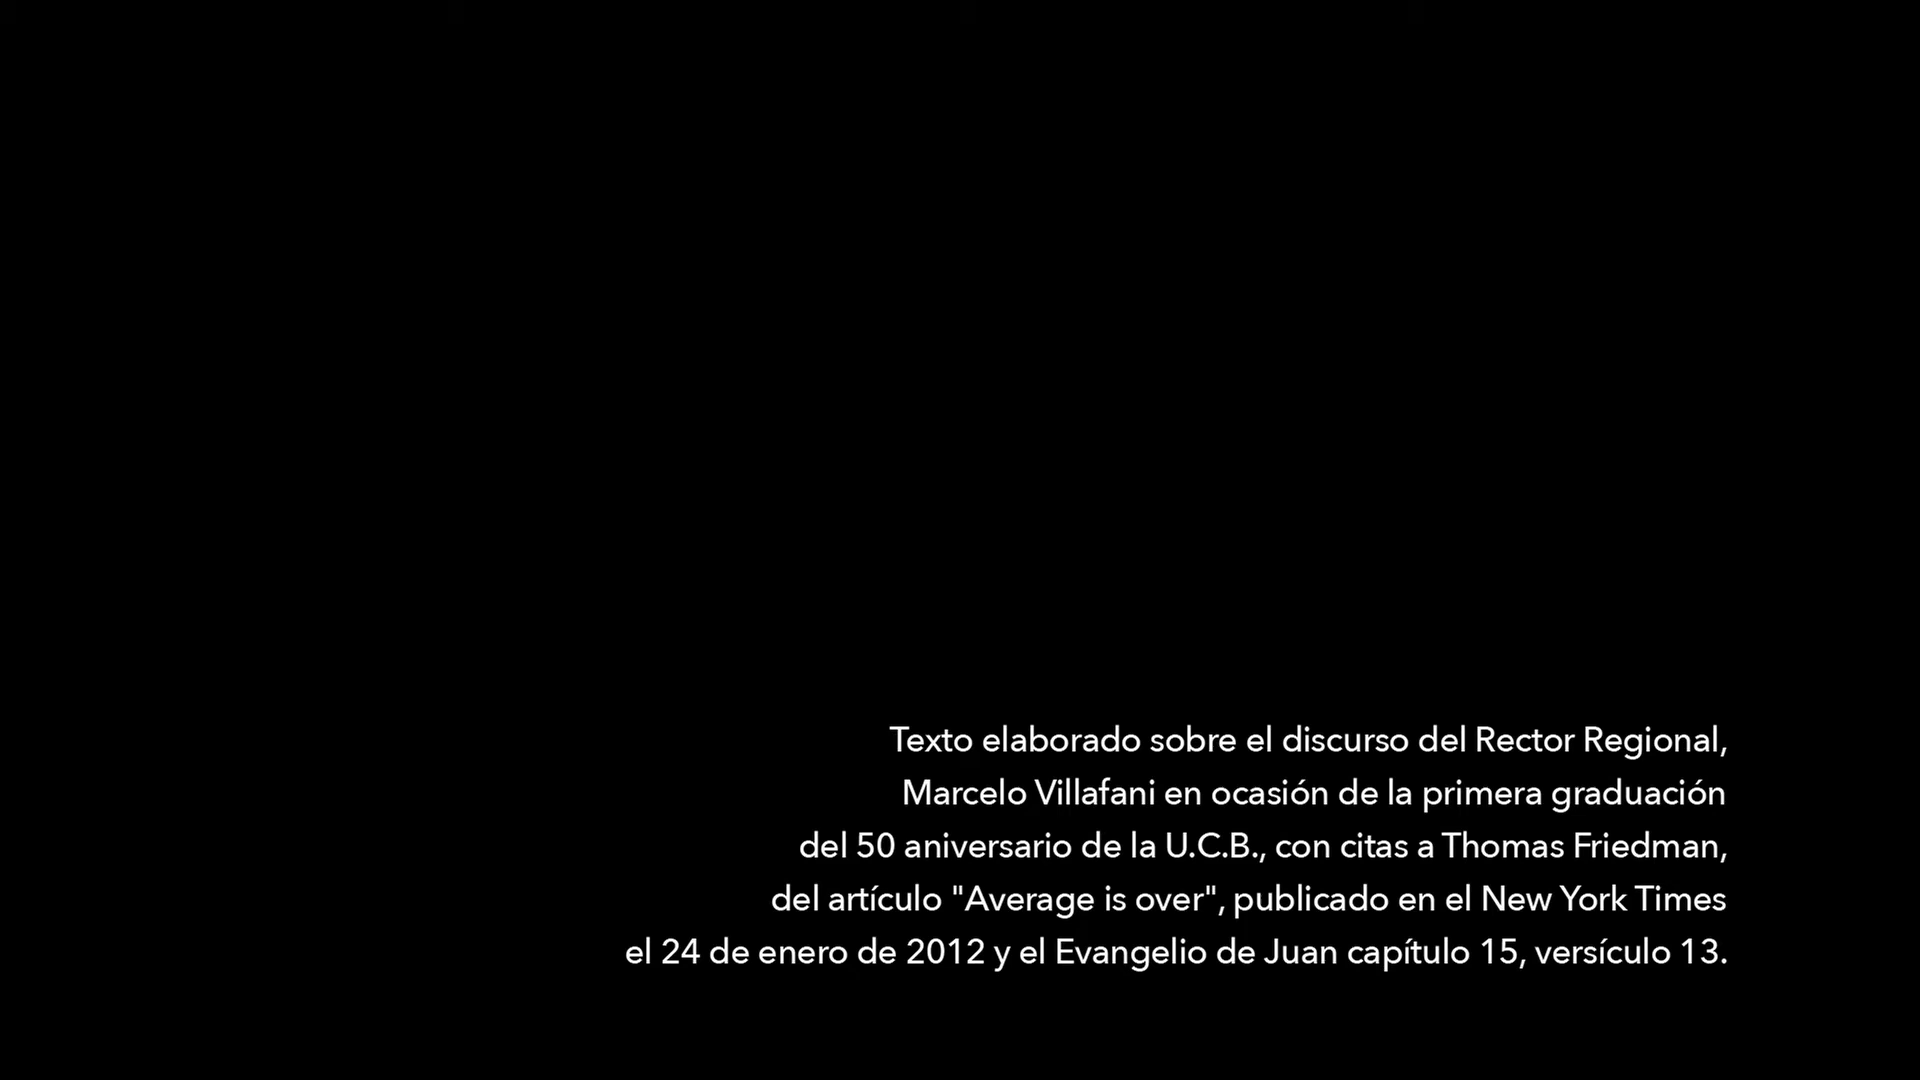 Texto elaborado sobre el discurso del Rector Regional,
Marcelo Villafani en ocasión de la primera graduación
del 50 aniversario de la U.C.B., con citas a Thomas Friedman,
del artículo "Average is over", publicado en el New York Times
el 24 de enero de 2012 y el Evangelio de Juan capítulo 15, versículo 13.